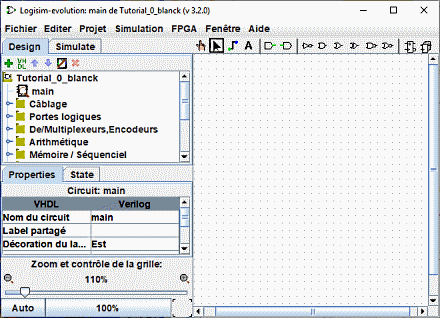 Logisim-evolution: main de Tutorial_0_blanck (v 3.2.0)
Fichier Editer Projet Simulation FPGA Fenêtre Aide
Design Simulate
A
VH
DL
Tutorial_0_blanck
main
Câblage
Portes logiques
De/Multiplexeurs,Encodeurs
Arithmétique
Mémoire / Séquenciel
Properties State
Circuit: main
VHDL Verilog
Nom du circuit main
Label partagé
Décoration du la... Est
Zoom et contrôle de la grille:
110%
Auto 100%